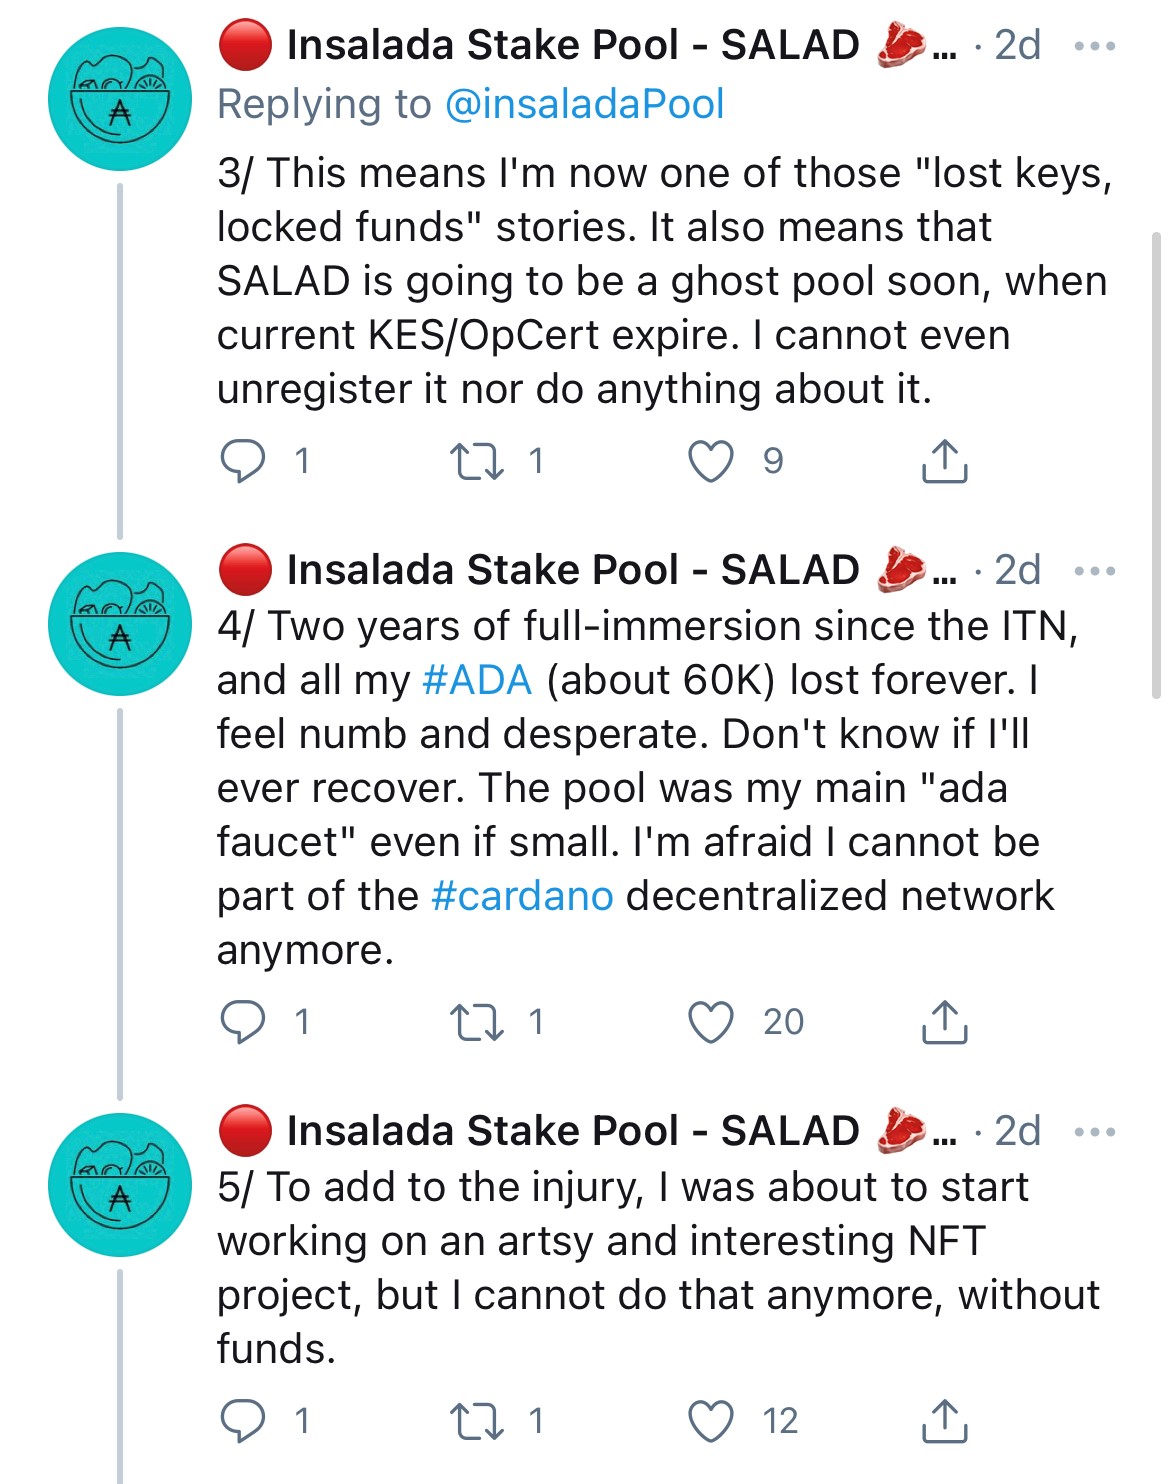 🔴 Insalada Stake Pool - SALAD 🥩... · 2d
Replying to @insaladaPool
3/ This means I'm now one of those "lost keys,
locked funds" stories. It also means that
SALAD is going to be a ghost pool soon, when
current KES/OpCert expire. I cannot even
unregister it nor do anything about it.
1 1 9
🔴 Insalada Stake Pool - SALAD 🥩... · 2d
4/ Two years of full-immersion since the ITN,
and all my #ADA (about 60K) lost forever. I
feel numb and desperate. Don't know if I'll
ever recover. The pool was my main "ada
faucet" even if small. I'm afraid I cannot be
part of the #cardano decentralized network
anymore.
1 1 20
🔴 Insalada Stake Pool - SALAD 🥩... · 2d
5/ To add to the injury, I was about to start
working on an artsy and interesting NFT
project, but I cannot do that anymore, without
funds.
1 1 12